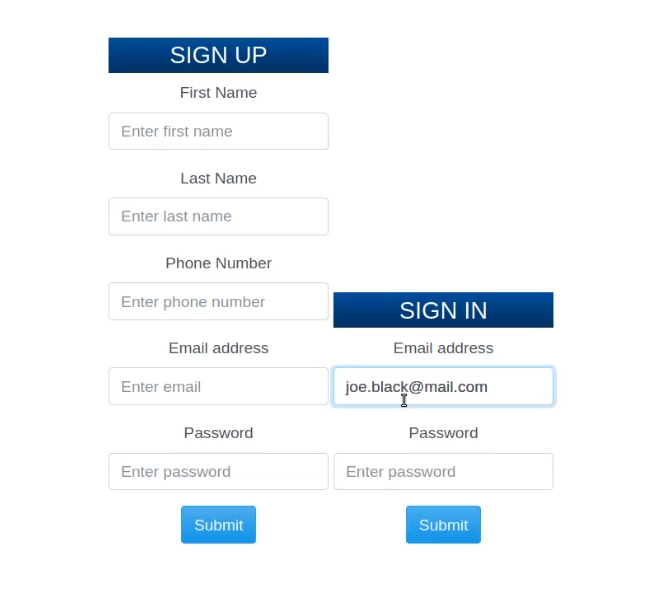 SIGN UP
First Name
Enter first name
Last Name
Enter last name
Phone Number
Enter phone number
Email address
Enter email
Password
Enter password
Submit
SIGN IN
Email address
joe.black@mail.com
Password
Enter password
Submit